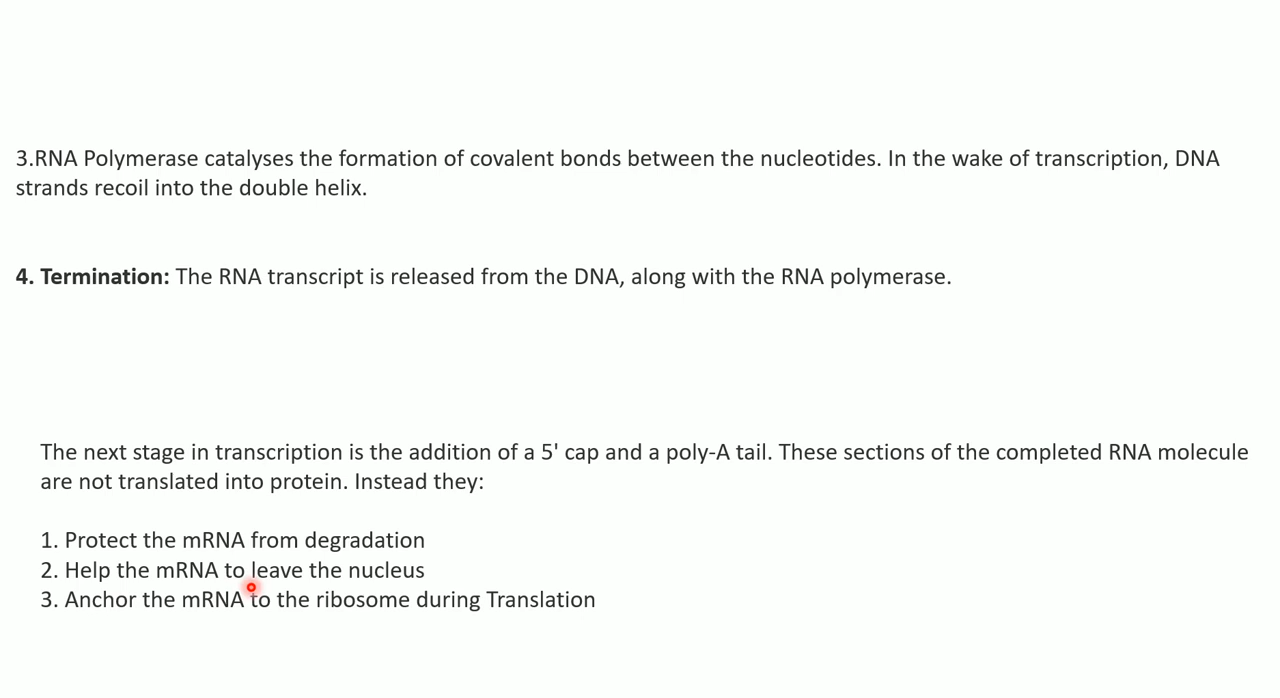 3.RNA Polymerase catalyses the formation of covalent bonds between the nucleotides. In the wake of transcription, DNA
strands recoil into the double helix.
4. Termination: The RNA transcript is released from the DNA, along with the RNA polymerase.
The next stage in transcription is the addition of a 5' cap and a poly-A tail. These sections of the completed RNA molecule
are not translated into protein. Instead they:
1. Protect the mRNA from degradation
2. Help the mRNA to leave the nucleus
3. Anchor the mRNA to the ribosome during Translation